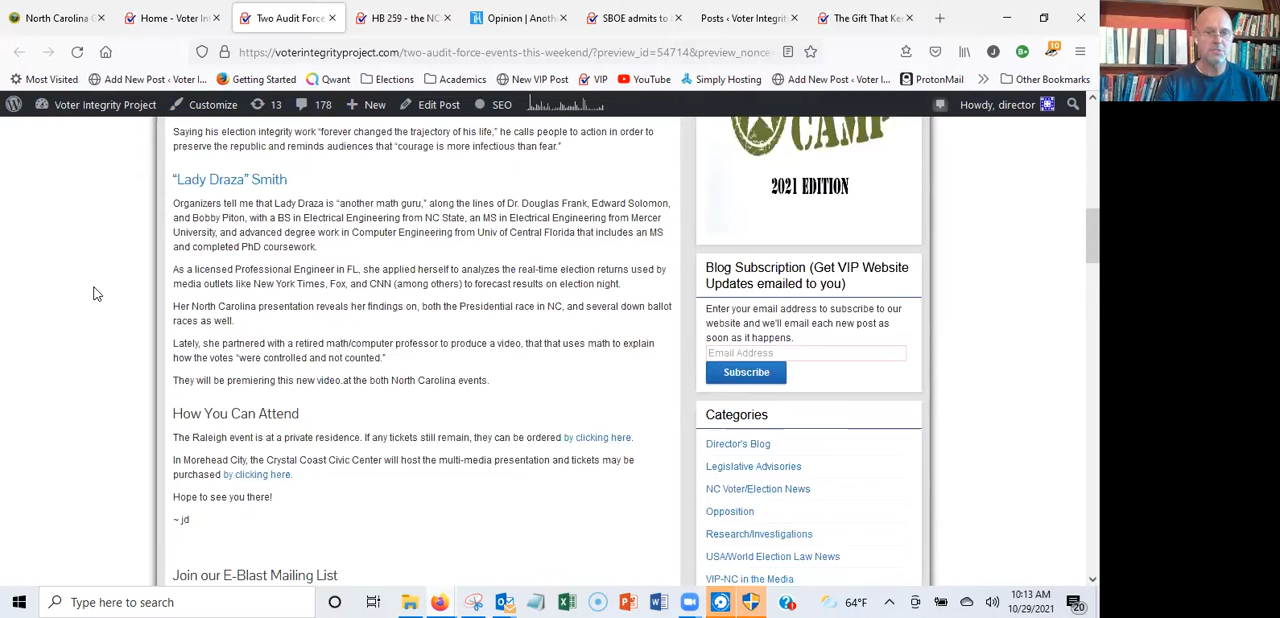 North Carolina
Home - Voter In
Two Audit Force
HB 259 - the NC
Opinion | Anoth
SBOE admits to
Posts ‹ Voter Integrity
The Gift That Ke
https://voterintegrityproject.com/two-audit-force-events-this-weekend/?preview_id=54714&preview_nonce
10
Most Visited
Add New Post ‹ Voter I...
Getting Started
Qwant
Elections
Academics
New VIP Post
VIP
YouTube
Simply Hosting
Add New Post ‹ Voter I...
ProtonMail
Other Bookmarks
Voter Integrity Project
Customize
13
178
New
Edit Post
SEO
Howdy, director
Saying his election integrity work “forever changed the trajectory of his life,” he calls people to action in order to
preserve the republic and reminds audiences that “courage is more infectious than fear.”
“Lady Draza” Smith
Organizers tell me that Lady Draza is “another math guru,” along the lines of Dr. Douglas Frank, Edward Solomon,
and Bobby Piton, with a BS in Electrical Engineering from NC State, an MS in Electrical Engineering from Mercer
University, and advanced degree work in Computer Engineering from Univ of Central Florida that includes an MS
and completed PhD coursework.
As a licensed Professional Engineer in FL, she applied herself to analyzes the real-time election returns used by
media outlets like New York Times, Fox, and CNN (among others) to forecast results on election night.
Her North Carolina presentation reveals her findings on, both the Presidential race in NC, and several down ballot
races as well.
Lately, she partnered with a retired math/computer professor to produce a video, that that uses math to explain
how the votes “were controlled and not counted.”
They will be premiering this new video.at the both North Carolina events.
How You Can Attend
The Raleigh event is at a private residence. If any tickets still remain, they can be ordered by clicking here.
In Morehead City, the Crystal Coast Civic Center will host the multi-media presentation and tickets may be
purchased by clicking here.
Hope to see you there!
~ jd
Join our E-Blast Mailing List
CAMP
2021 EDITION
Blog Subscription (Get VIP Website
Updates emailed to you)
Enter your email address to subscribe to our
website and we'll email each new post as
soon as it happens.
Email Address
Subscribe
Categories
Director's Blog
Legislative Advisories
NC Voter/Election News
Opposition
Research/Investigations
USA/World Election Law News
VIP-NC in the Media
Type here to search
64°F
10:13 AM
10/29/2021
20